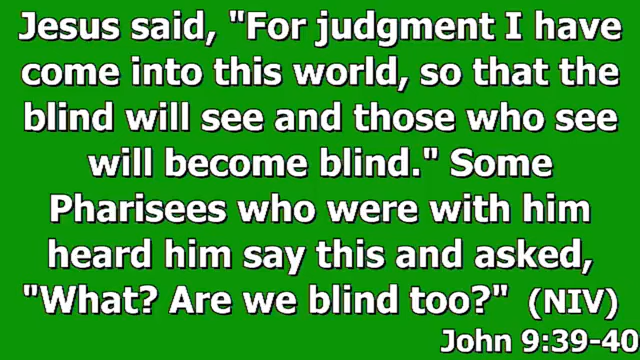 Jesus said, "For judgment I have
come into this world, so that the
blind will see and those who see
will become blind." Some
Pharisees who were with him
heard him say this and asked,
"What? Are we blind too?" (NIV)
John 9:39-40